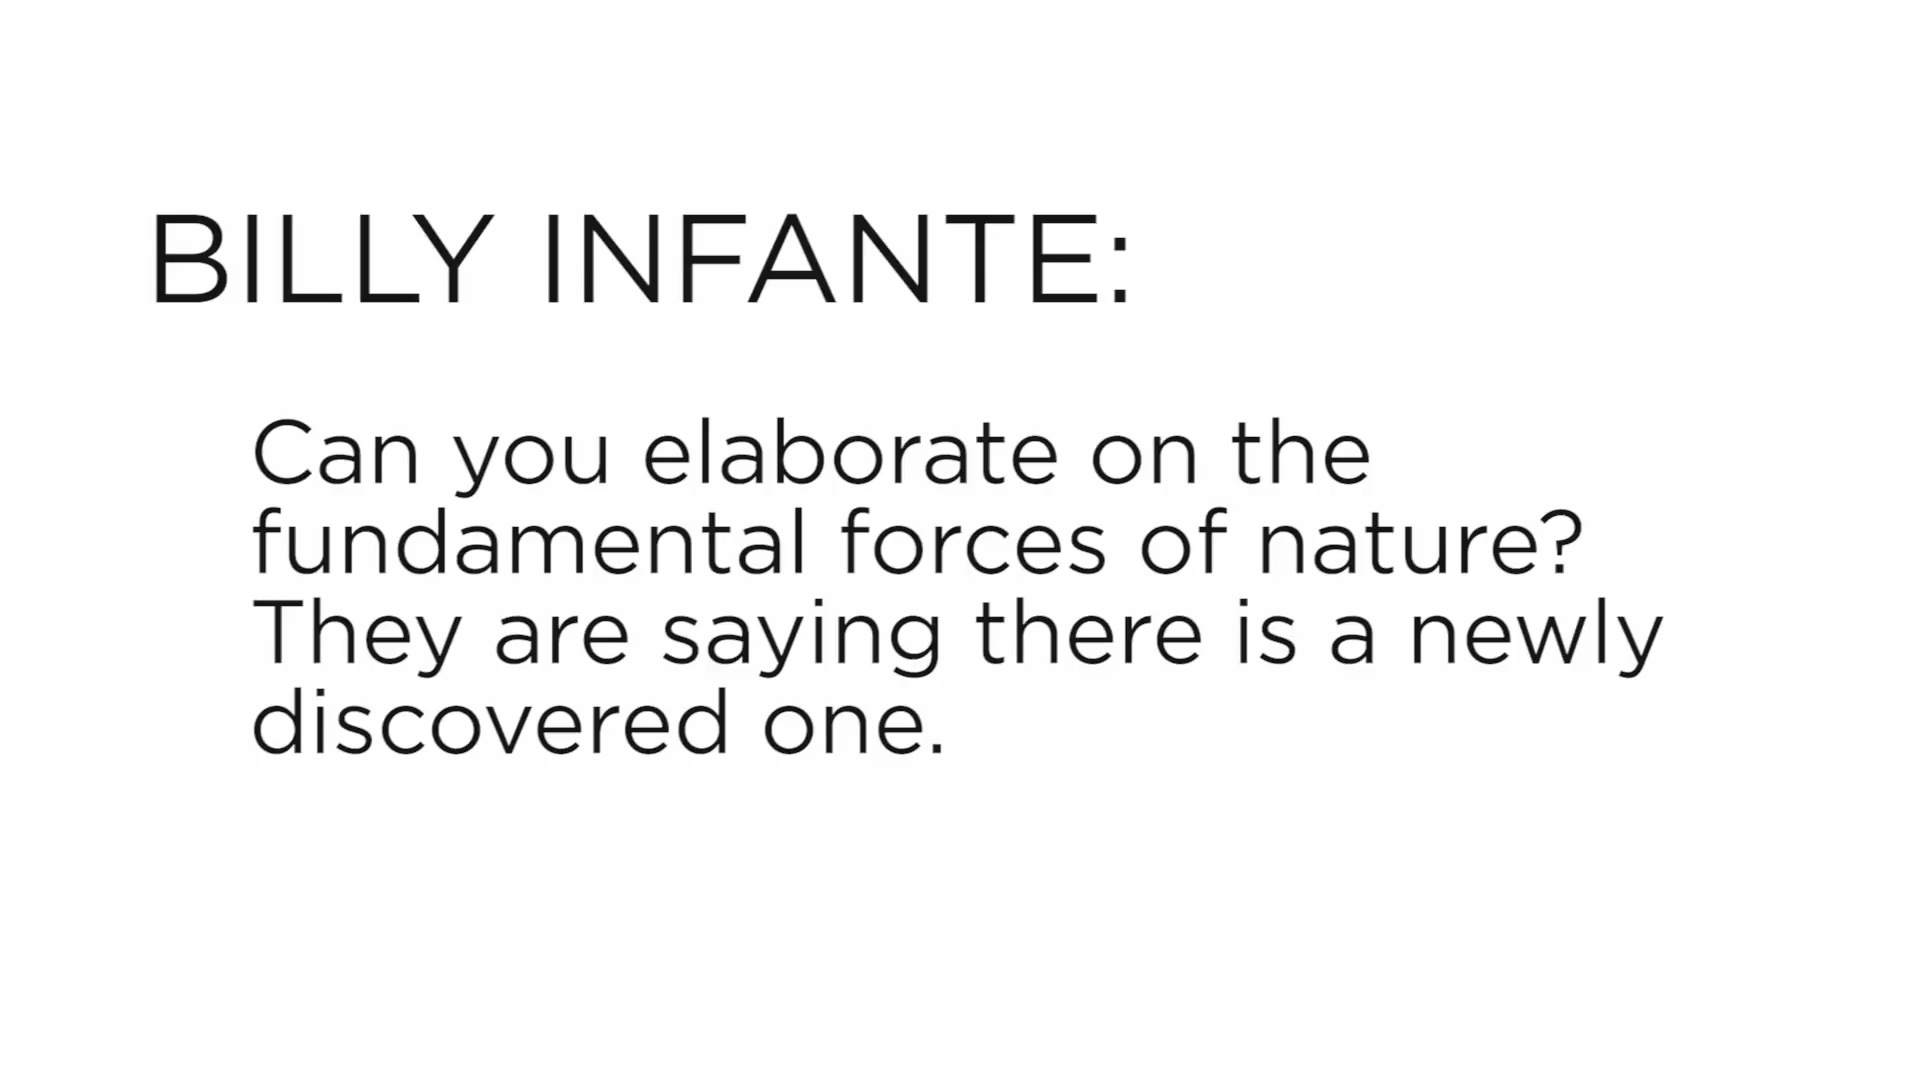 BILLY INFANTE:
Can you elaborate on the
fundamental forces of nature?
They are saying there is a newly
discovered one.